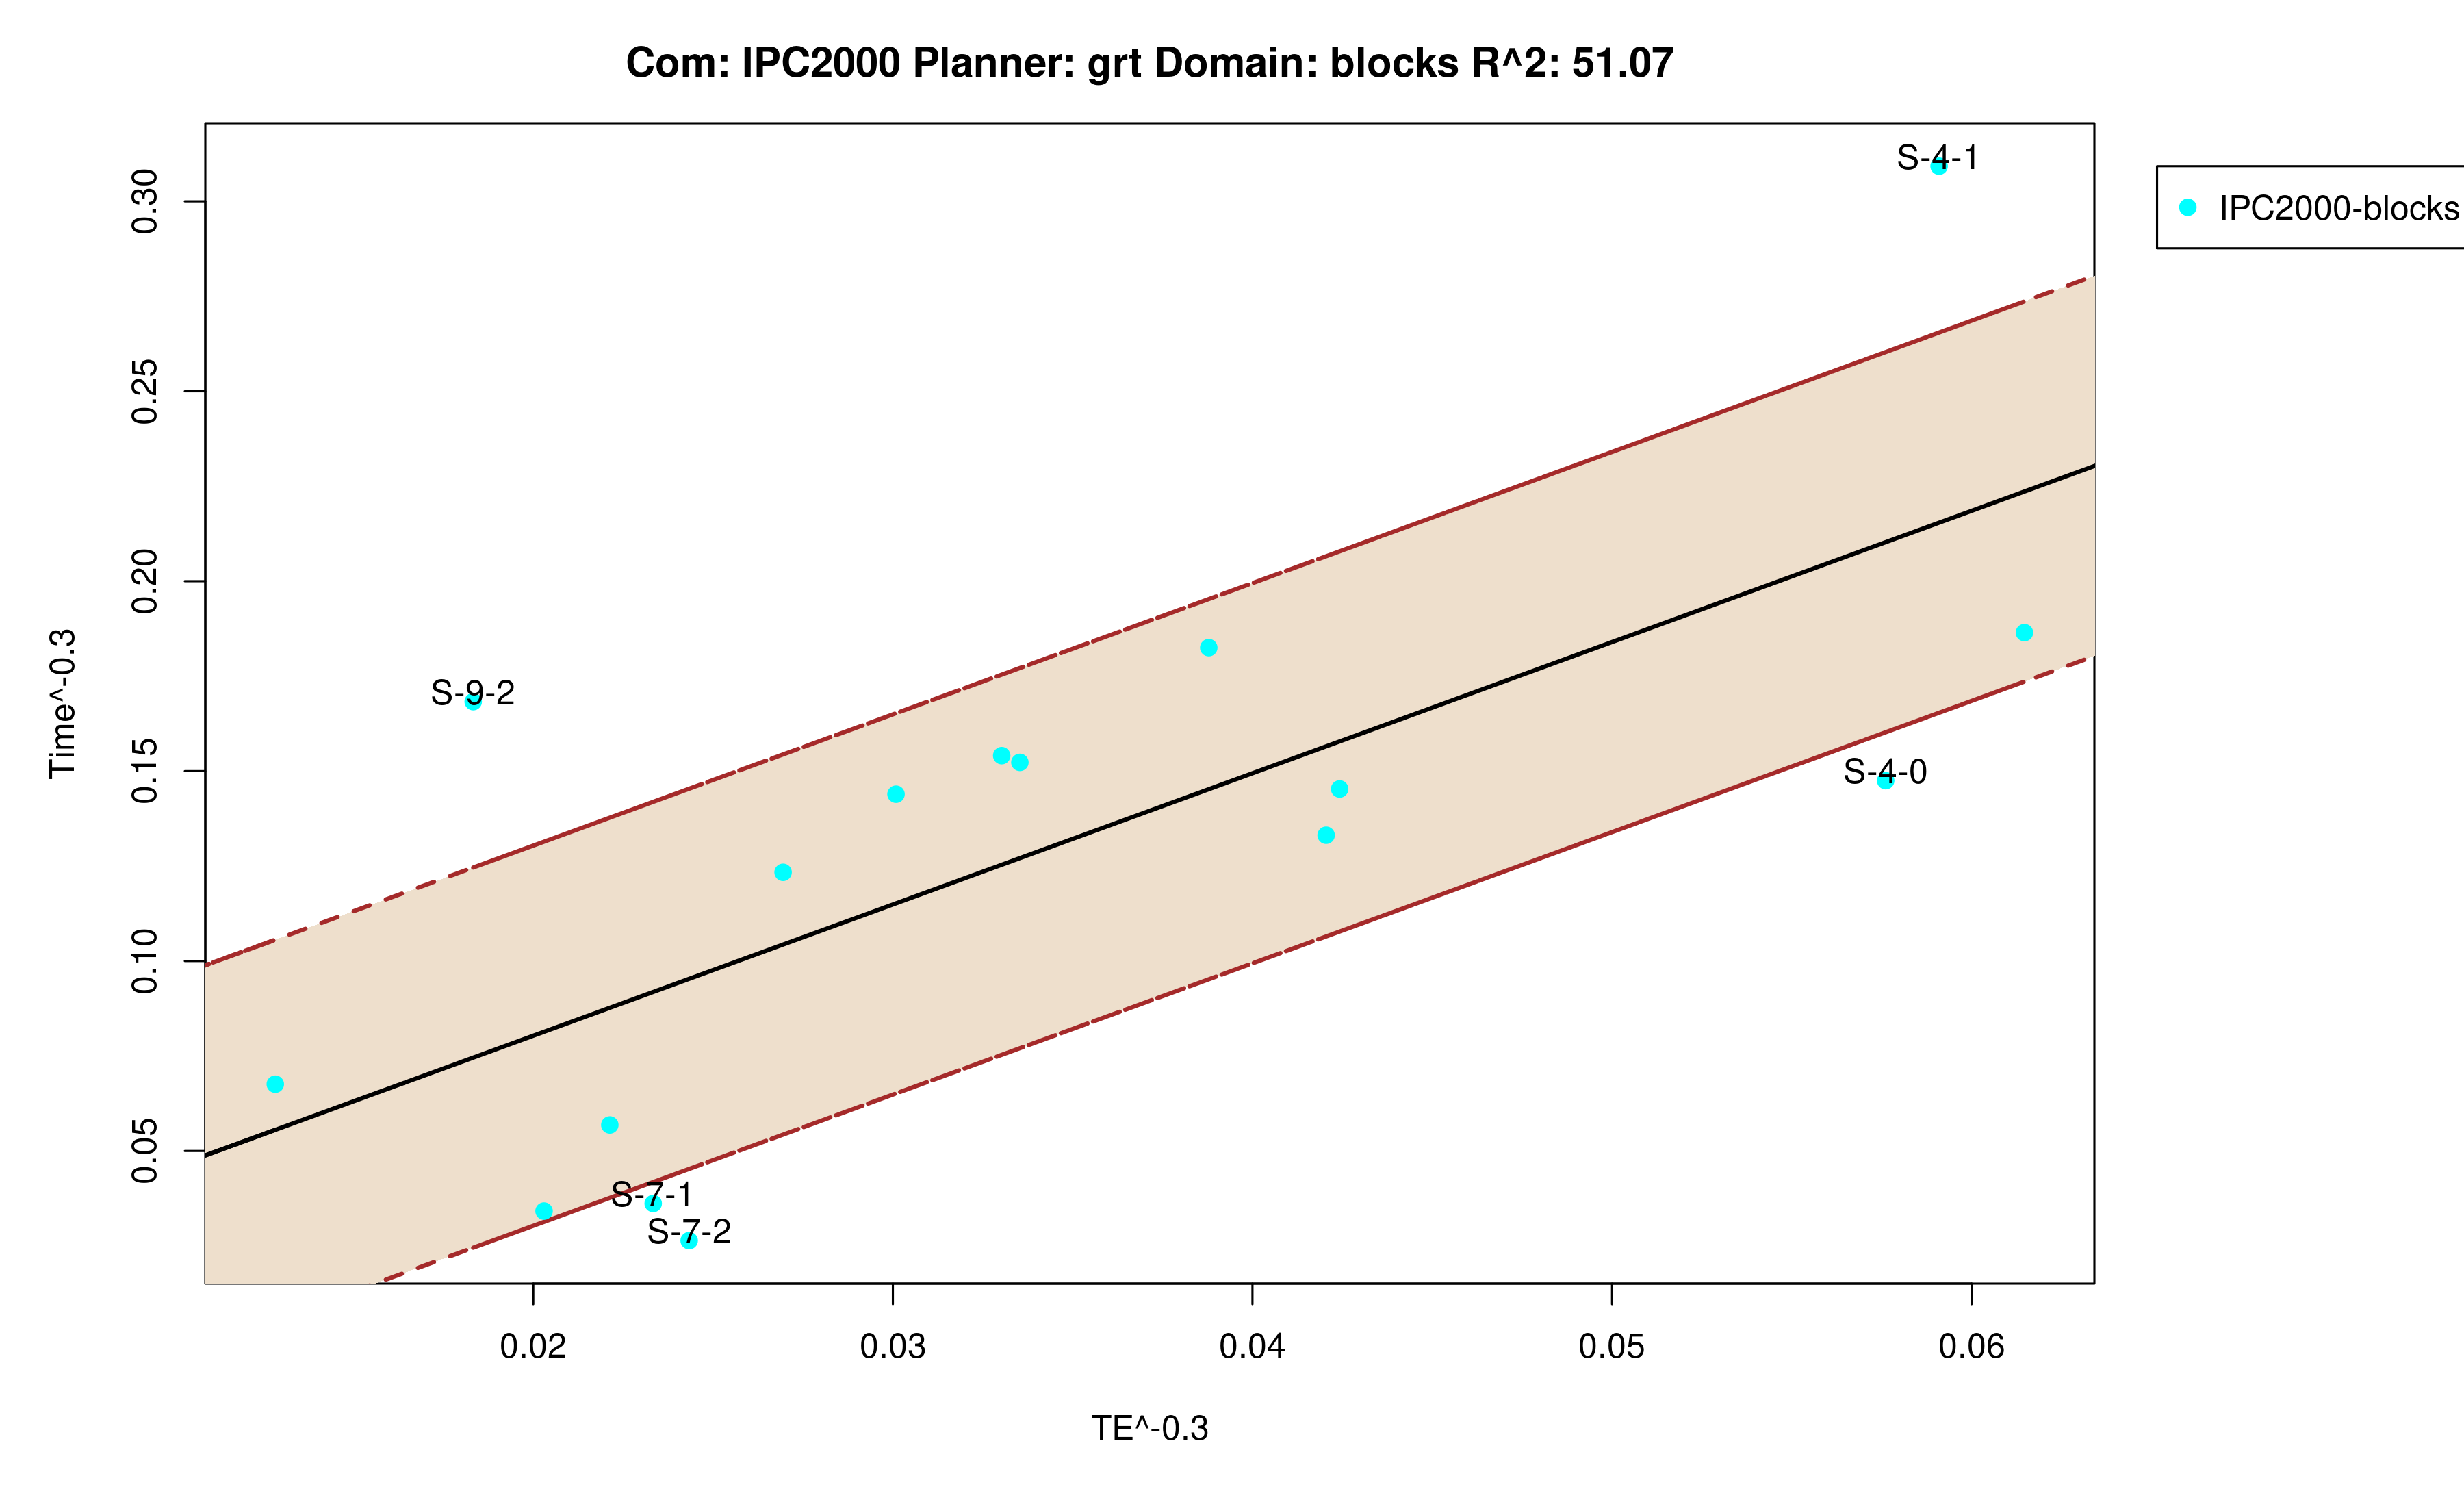 Com: IPC2000 Planner: grt Domain: blocks R^2: 51.07
S-4-1
IPC2000-blocks
0.30
0.25
0.20
0.15
0.10
0.05
Time^-0.3
S-9-2
S-4-0
S-7-1
S-7-2
0.02
0.03
0.04
0.05
0.06
TE^-0.3